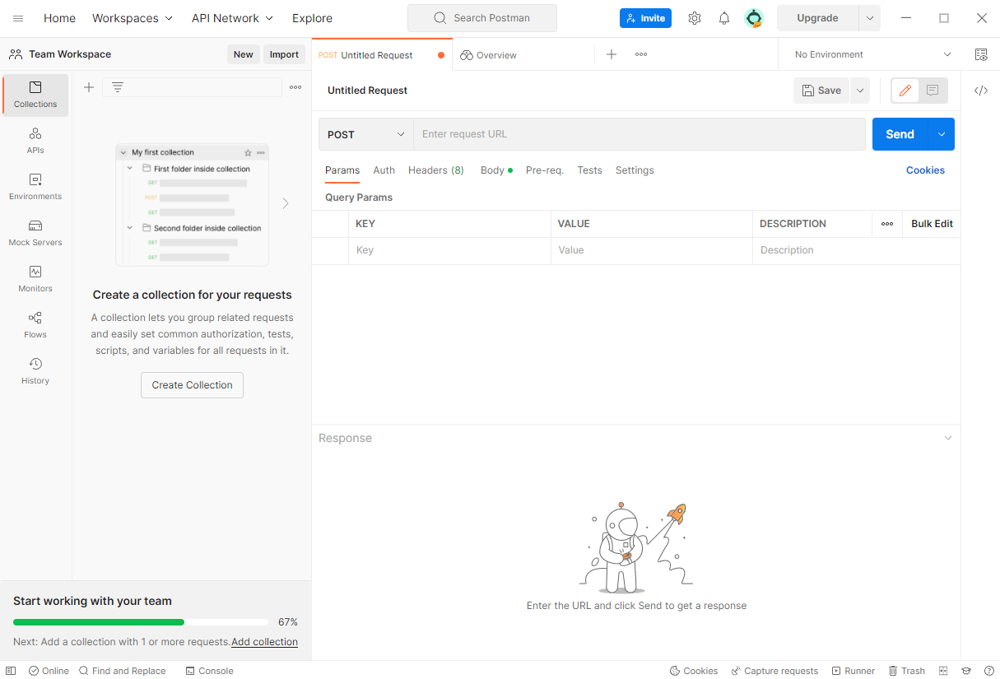 Home Workspaces API Network Explore Search Postman Invite Upgrade
Team Workspace New Import POST Untitled Request Overview No Environment
Collections
APIs
Environments
Mock Servers
Monitors
Flows
History
My first collection
First folder inside collection
GET
POST
GET
Second folder inside collection
GET
GET
Create a collection for your requests
A collection lets you group related requests
and easily set common authorization, tests,
scripts, and variables for all requests in it.
Create Collection
Start working with your team
67%
Next: Add a collection with 1 or more requests. Add collection
Untitled Request Save
POST Enter request URL Send
Params Auth Headers (8) Body Pre-req. Tests Settings Cookies
Query Params
KEY VALUE DESCRIPTION Bulk Edit
Key Value Description
Response
Enter the URL and click Send to get a response
Online Find and Replace Console Cookies Capture requests Runner Trash